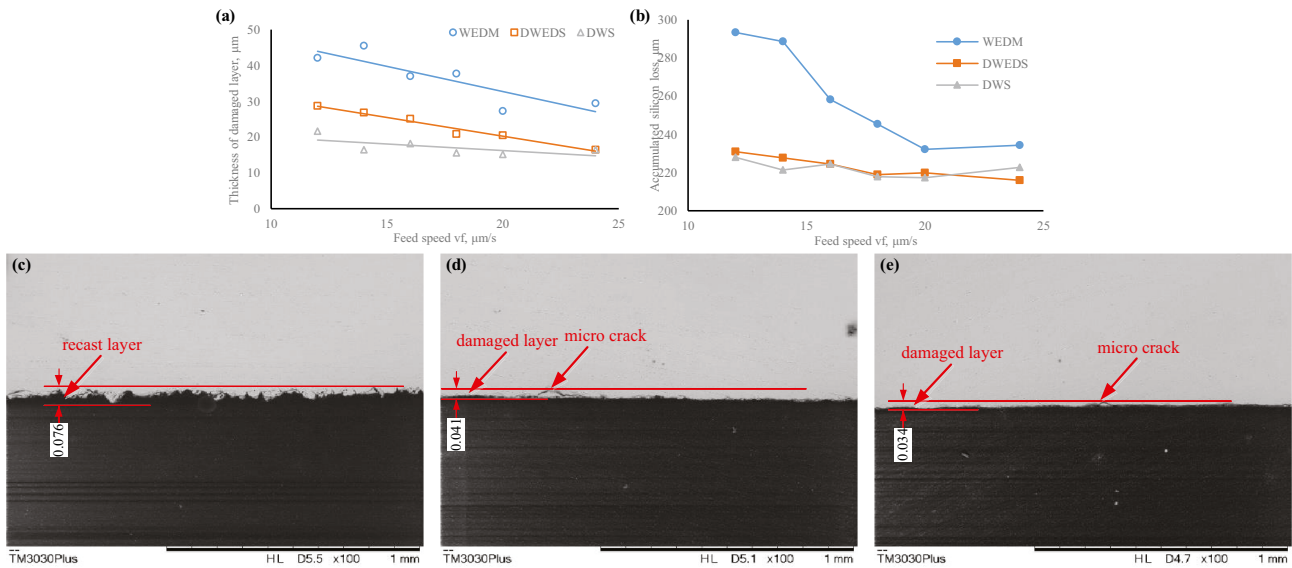 (a)
Thickness of damaged layer, μm
50
40
30
20
10
0
WEDM DWEDS DWS
10 15 20 25
Feed speed vf, μm/s
(b)
Accumulated silicon loss, μm
300
280
260
240
220
200
WEDM
DWEDS
DWS
10 15 20 25
Feed speed vf, μm/s
(c)
recast layer
0.076
TM3030Plus HL D5.5 x100 1 mm
(d)
micro crack
damaged layer
0.041
TM3030Plus HL D5.1 x100 1 mm
(e)
micro crack
damaged layer
0.034
TM3030Plus HL D4.7 x100 1 mm